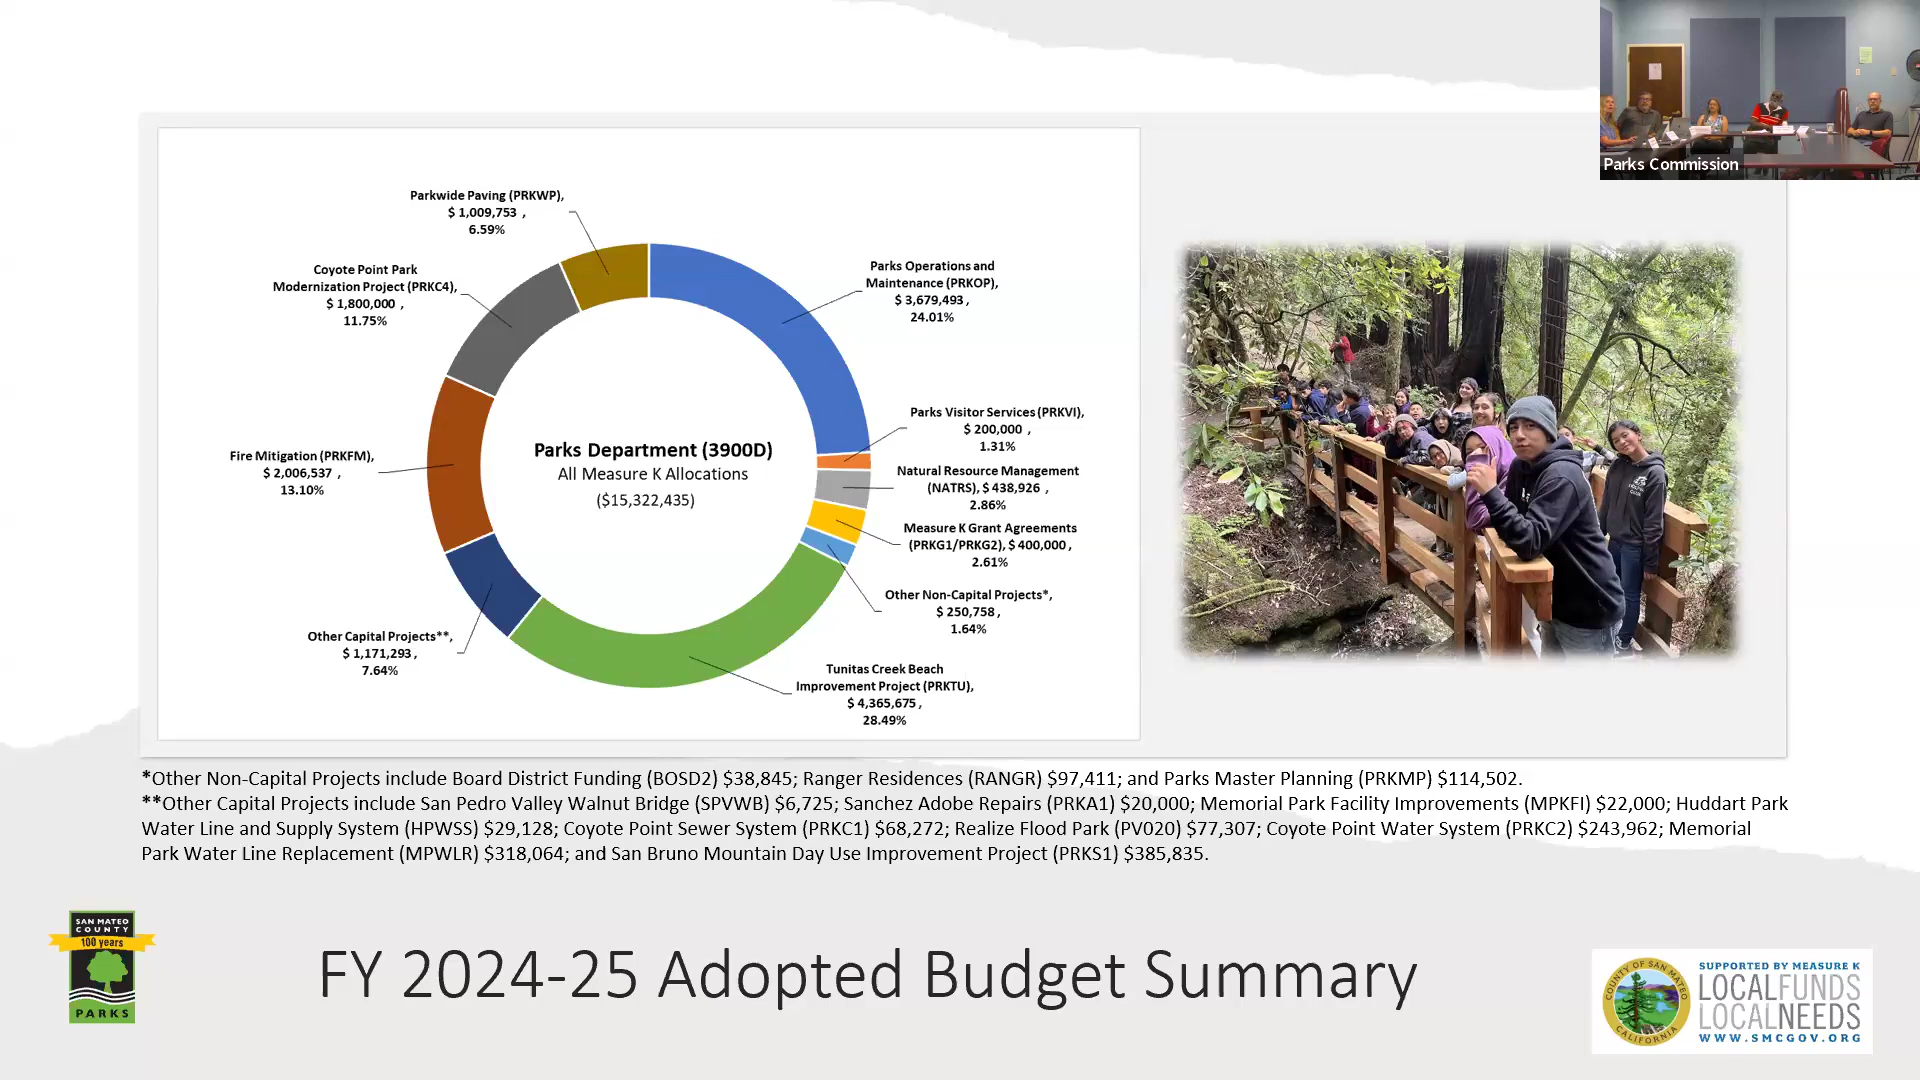 Parks Commission
Parkwide Paving (PRKWP),
$ 1,009,753 ,
6.59%
Coyote Point Park
Modernization Project (PRKC4),
$ 1,800,000 ,
11.75%
Parks Operations and
Maintenance (PRKOP),
$ 3,679,493 ,
24.01%
Parks Visitor Services (PRKVI),
$ 200,000 ,
1.31%
Fire Mitigation (PRKFM),
$ 2,006,537 ,
13.10%
Parks Department (3900D)
All Measure K Allocations
($15,322,435)
Natural Resource Management
(NATRS), $ 438,926 ,
2.86%
Measure K Grant Agreements
(PRKG1/PRKG2), $ 400,000 ,
2.61%
Other Non-Capital Projects*,
$ 250,758 ,
1.64%
Other Capital Projects**,
$ 1,171,293 ,
7.64%
Tunitas Creek Beach
Improvement Project (PRKTU),
$ 4,365,675 ,
28.49%
*Other Non-Capital Projects include Board District Funding (BOSD2) $38,845; Ranger Residences (RANGR) $97,411; and Parks Master Planning (PRKMP) $114,502.
**Other Capital Projects include San Pedro Valley Walnut Bridge (SPVWB) $6,725; Sanchez Adobe Repairs (PRKA1) $20,000; Memorial Park Facility Improvements (MPKFI) $22,000; Huddart Park
Water Line and Supply System (HPWSS) $29,128; Coyote Point Sewer System (PRKC1) $68,272; Realize Flood Park (PV020) $77,307; Coyote Point Water System (PRKC2) $243,962; Memorial
Park Water Line Replacement (MPWLR) $318,064; and San Bruno Mountain Day Use Improvement Project (PRKS1) $385,835.
SAN MATEO
COUNTY
100 years
PARKS
FY 2024-25 Adopted Budget Summary
COUNTY OF SAN MATEO
CALIFORNIA
SUPPORTED BY MEASURE K
LOCALFUNDS
LOCALNEEDS
WWW.SMCGOV.ORG